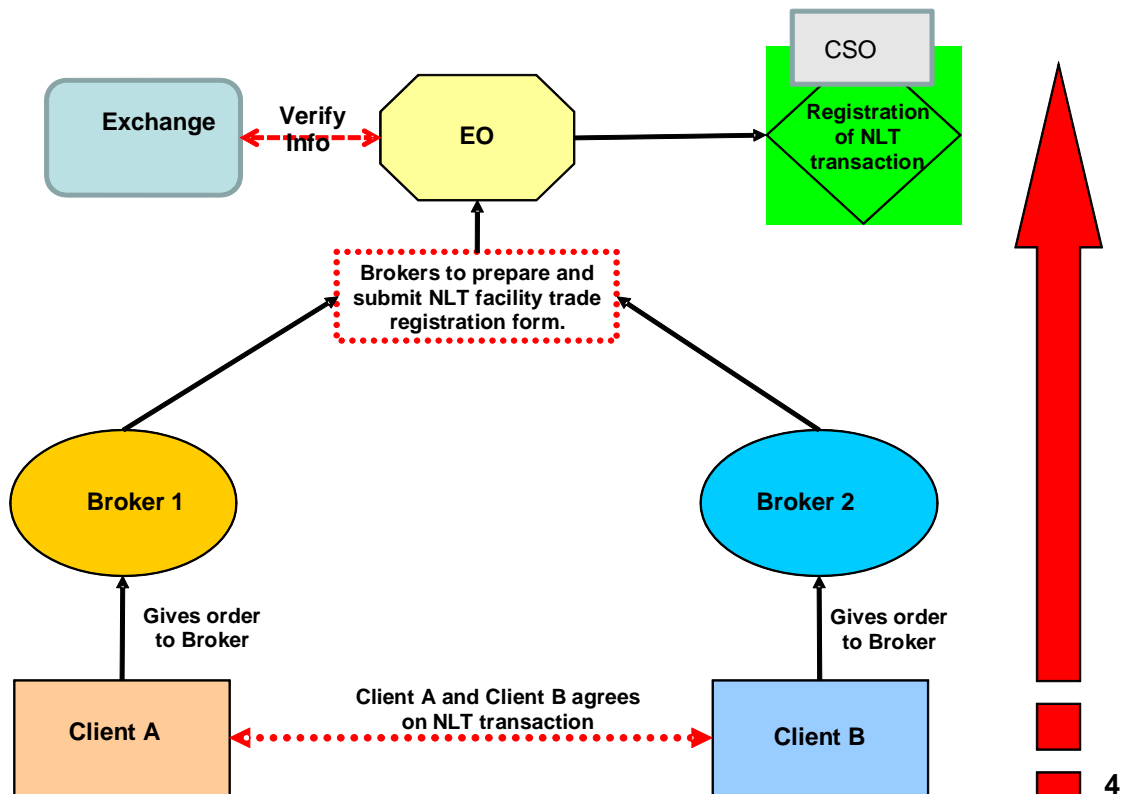 CSO
Exchange
Verify
Info
EO
Registration
of NLT
transaction
Brokers to prepare and
submit NLT facility trade
registration form.
Broker 1
Broker 2
Gives order
to Broker
Gives order
to Broker
Client A and Client B agrees
on NLT transaction
Client A
Client B
4